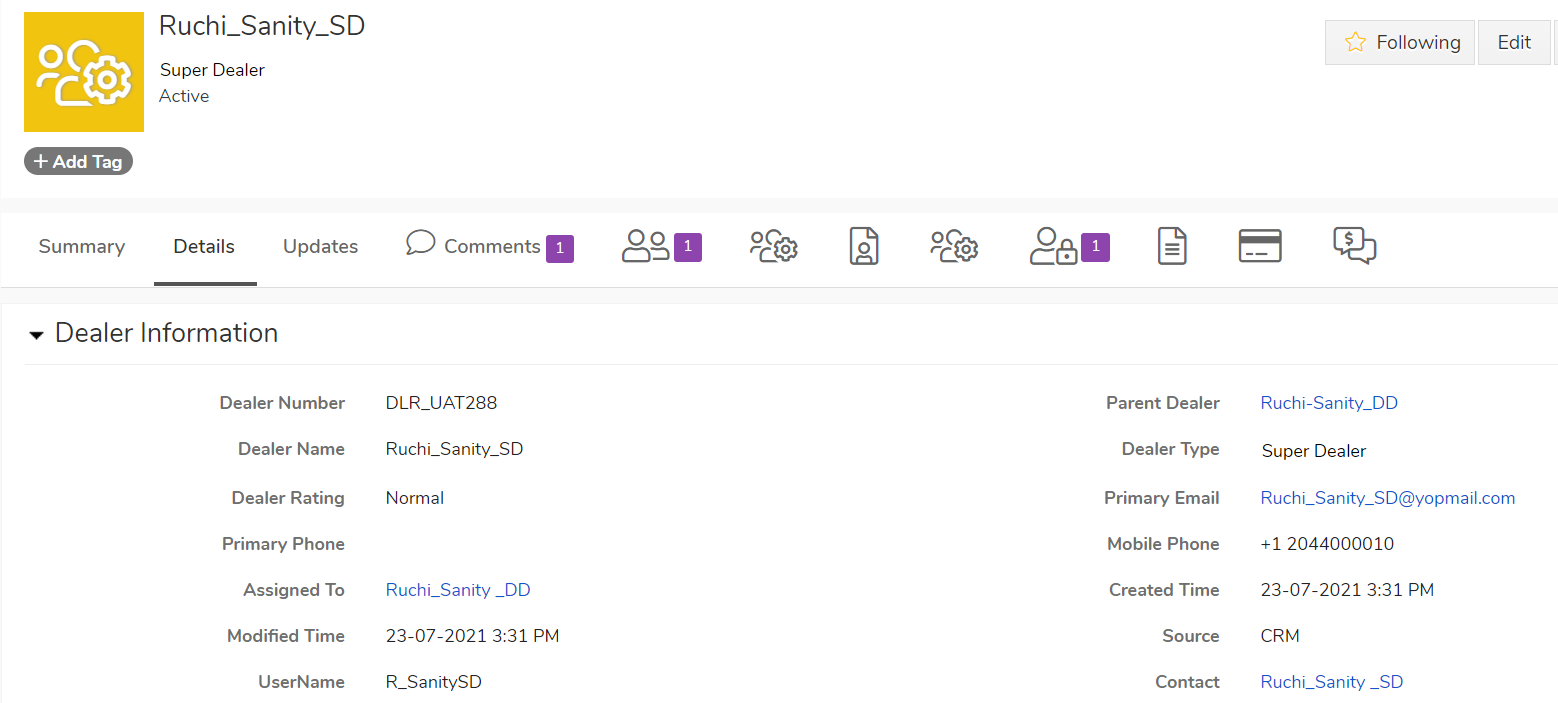 Ruchi_Sanity_SD
Following
Edit
Super Dealer
Active
+ Add Tag
Summary
Details
Updates
Comments 1
1
1
Dealer Information
Dealer Number DLR_UAT288
Parent Dealer Ruchi-Sanity_DD
Dealer Name Ruchi_Sanity_SD
Dealer Type Super Dealer
Dealer Rating Normal
Primary Email Ruchi_Sanity_SD@yopmail.com
Primary Phone
Mobile Phone +1 2044000010
Assigned To Ruchi_Sanity _DD
Created Time 23-07-2021 3:31 PM
Modified Time 23-07-2021 3:31 PM
Source CRM
UserName R_SanitySD
Contact Ruchi_Sanity _SD